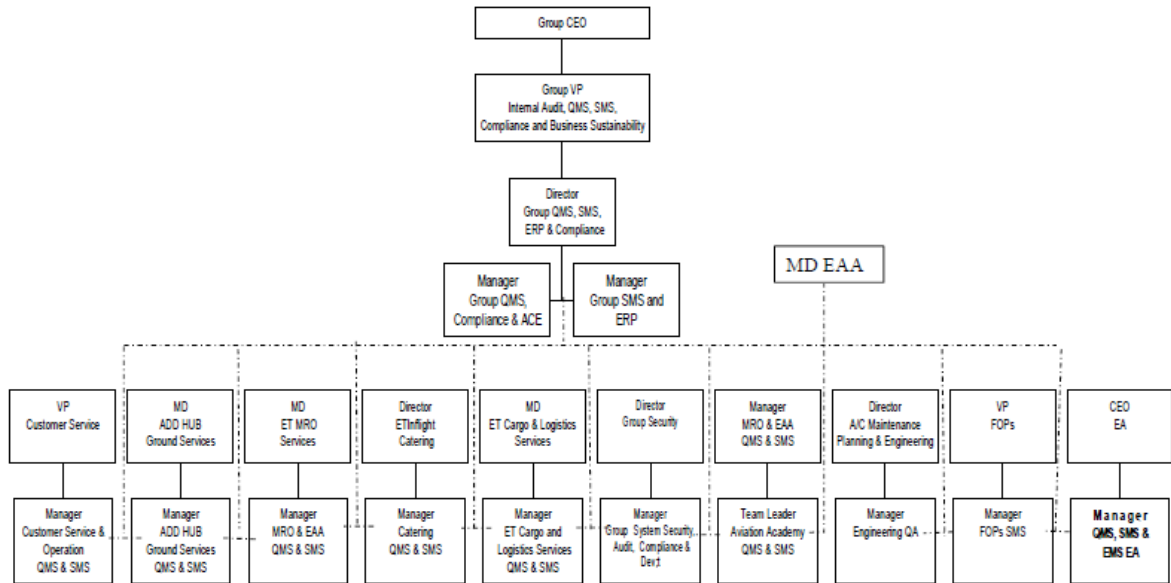 Group CEO
Group VP
Internal Audit, QMS, SMS,
Compliance and Business Sustainability
Director
Group QMS, SMS,
ERP & Compliance
MD EAA
Manager
Group QMS,
Compliance & ACE
Manager
Group SMS and
ERP
VP
Customer Service
MD
ADD HUB
Ground Services
MD
ET MRO
Services
Director
ETInflight
Catering
MD
ET Cargo & Logistics
Services
Director
Group Security
Manager
MRO & EAA
QMS & SMS
Director
A/C Maintenance
Planning & Engineering
VP
FOPs
CEO
EA
Manager
Customer Service &
Operation
QMS & SMS
Manager
ADD HUB
Ground Services
QMS & SMS
Manager
MRO & EAA
QMS & SMS
Manager
Catering
QMS & SMS
Manager
ET Cargo and
Logistics Services
QMS & SMS
Manager
Group System Security,
Audit, Compliance &
Dev;t
Team Leader
Aviation Academy
QMS & SMS
Manager
Engineering QA
Manager
FOPs SMS
Manager
QMS, SMS &
EMS EA